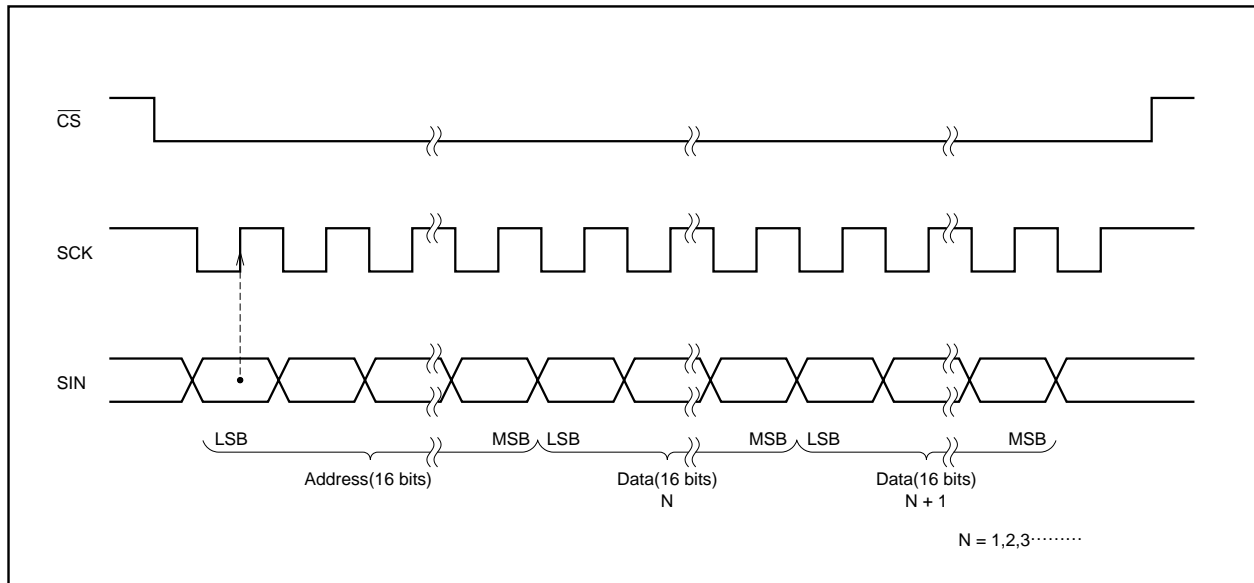 C̅S̅
SCK
SIN
LSB MSB LSB MSB LSB MSB
Address(16 bits) Data(16 bits) Data(16 bits)
N N + 1
N = 1,2,3·········